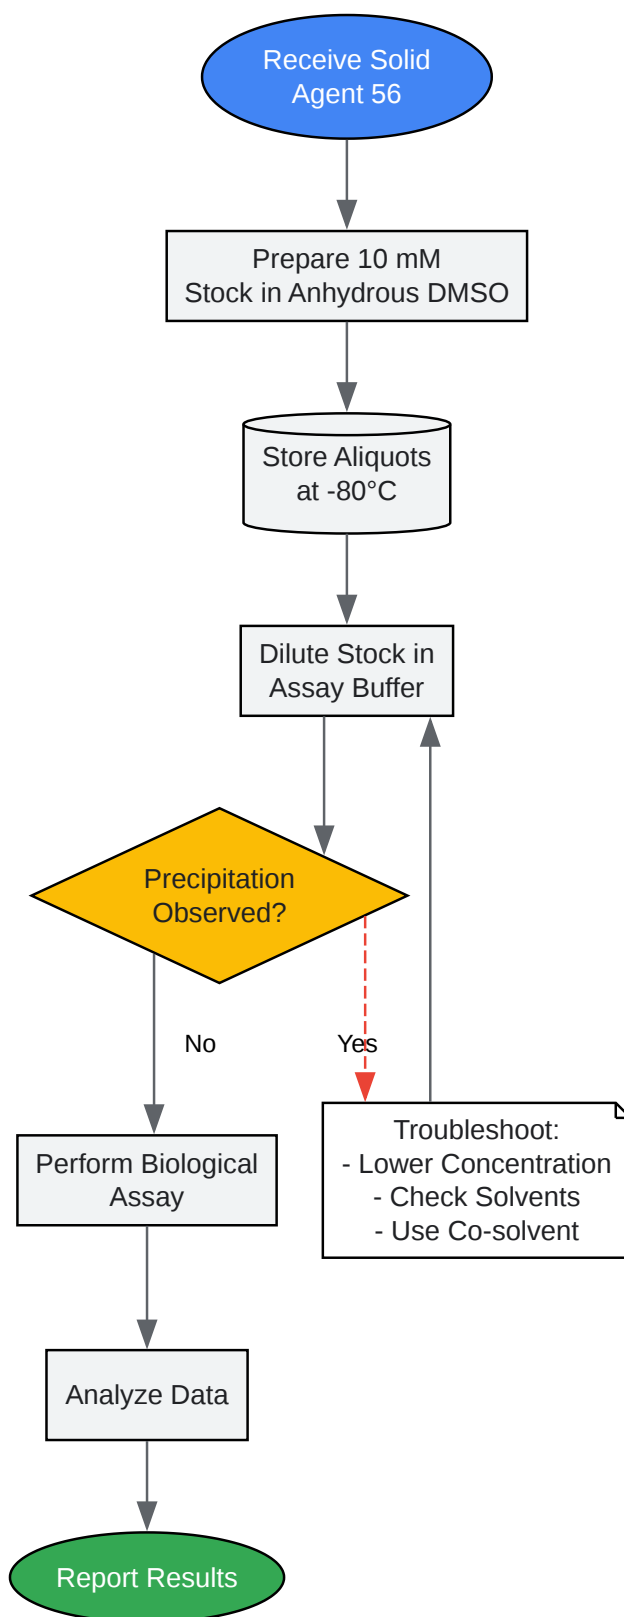 Receive Solid
Agent 56
Prepare 10 mM
Stock in Anhydrous DMSO
Store Aliquots
at -80°C
Dilute Stock in
Assay Buffer
Precipitation
Observed?
No
Yes
Troubleshoot:
- Lower Concentration
- Check Solvents
- Use Co-solvent
Perform Biological
Assay
Analyze Data
Report Results